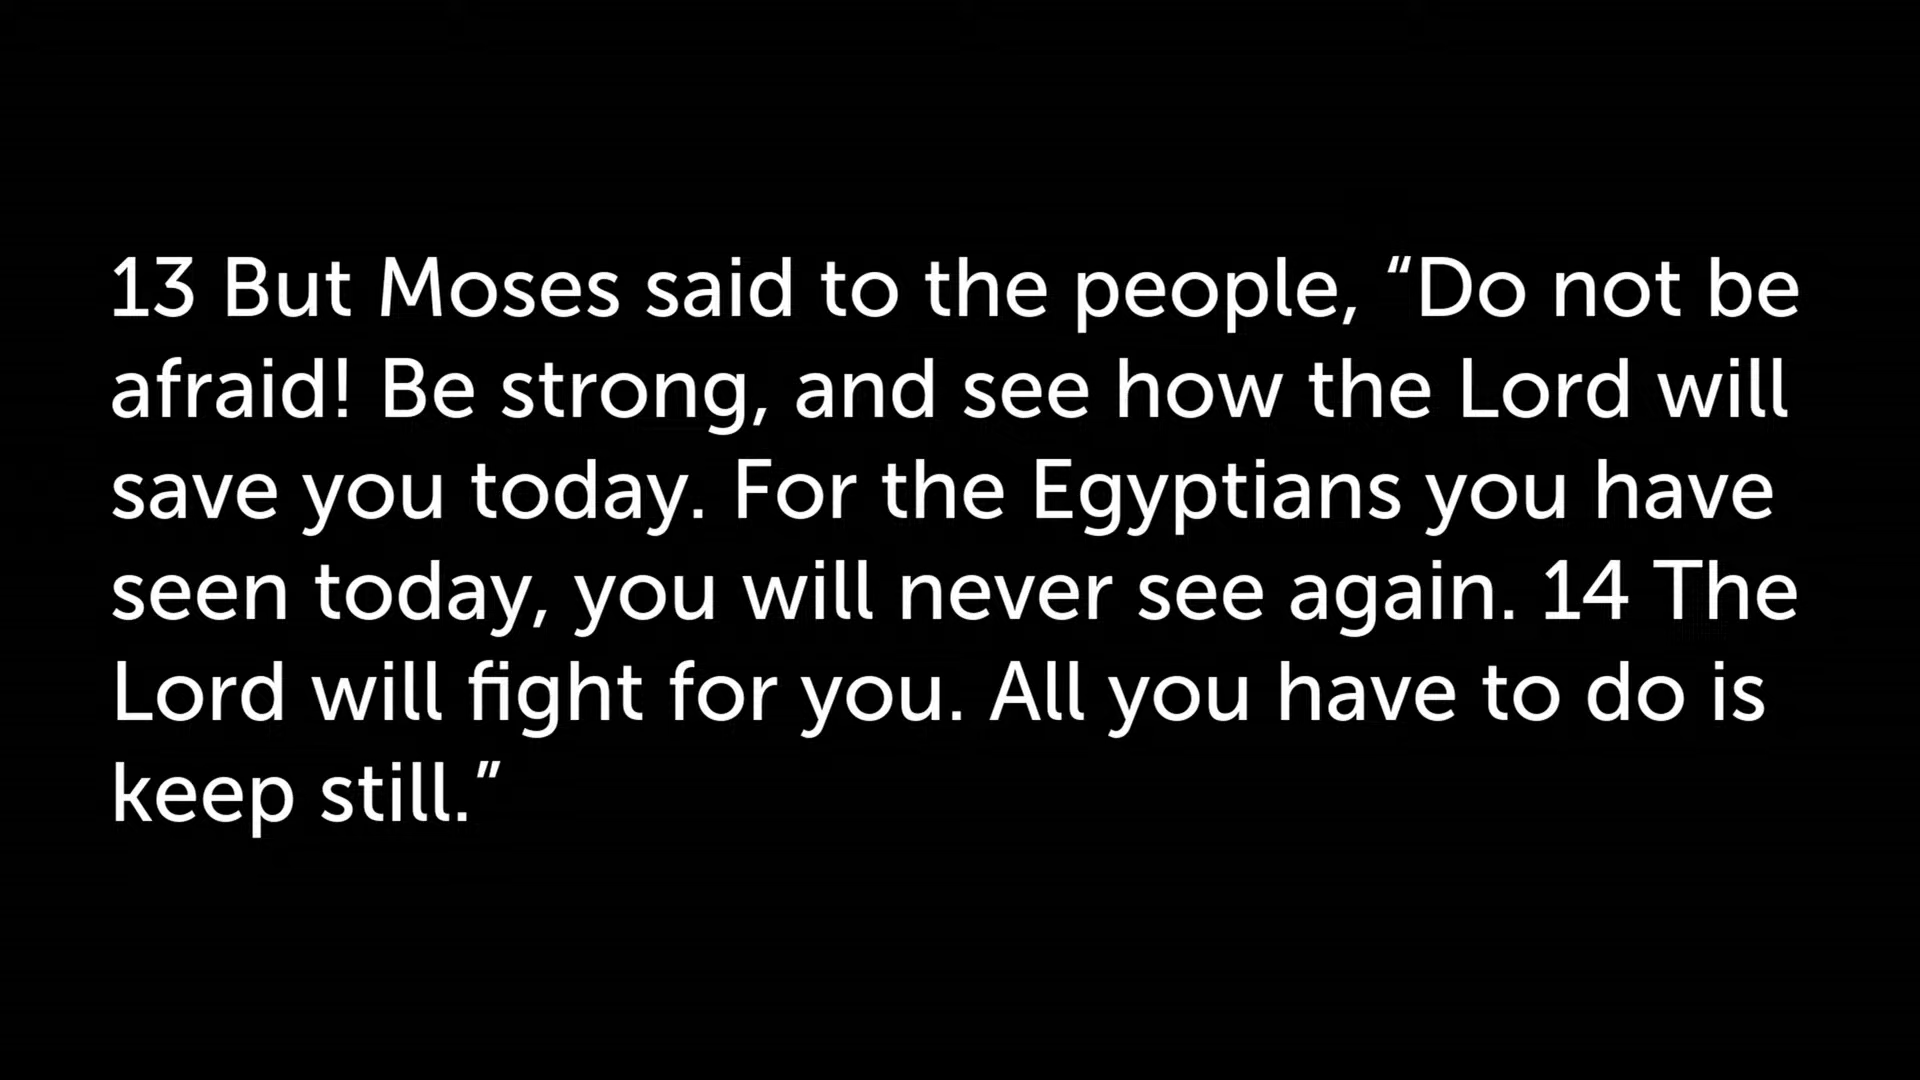 13 But Moses said to the people, “Do not be
afraid! Be strong, and see how the Lord will
save you today. For the Egyptians you have
seen today, you will never see again. 14 The
Lord will fight for you. All you have to do is
keep still.”